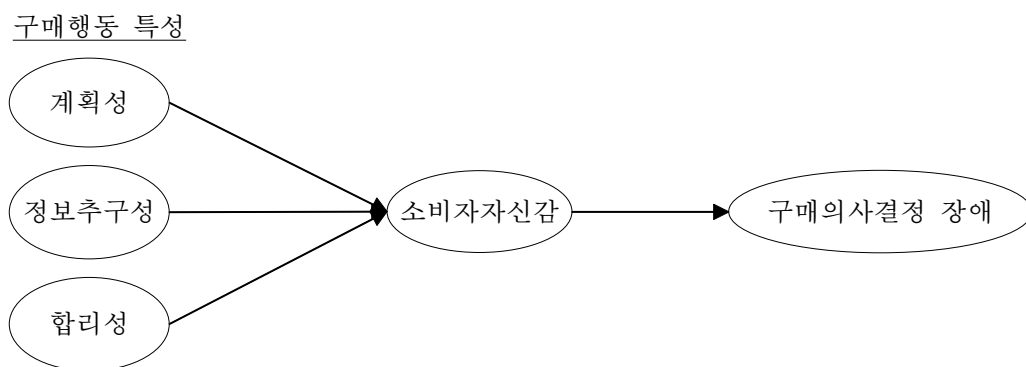 구매행동 특성
계획성
정보추구성
소비자자신감
구매의사결정 장애
합리성